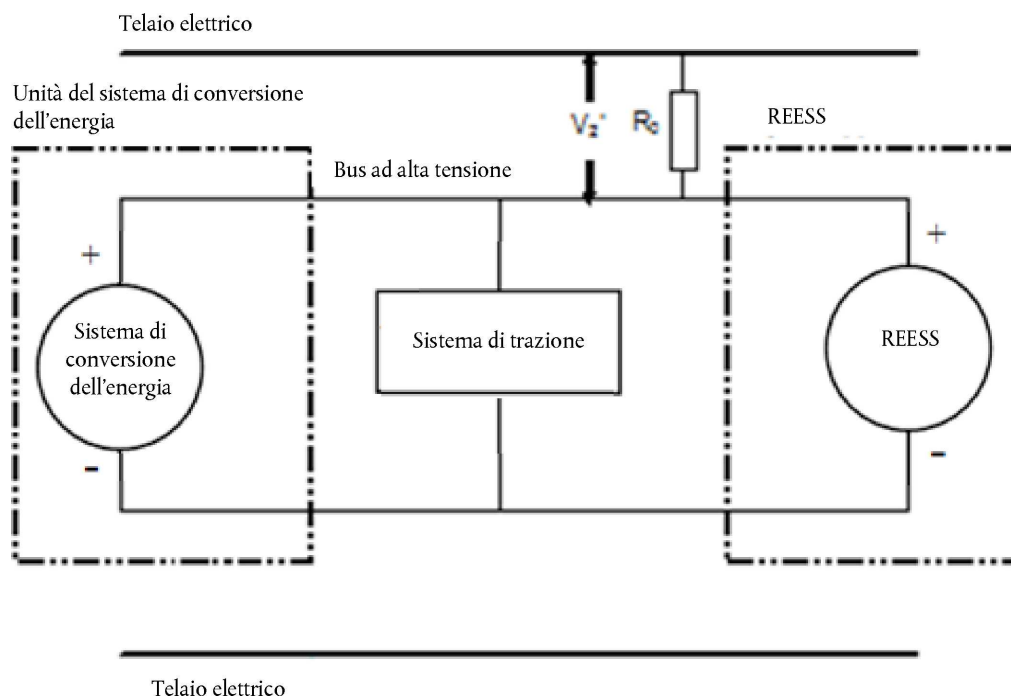 Telaio elettrico
Unità del sistema di conversione
dell'energia
V₂'
R₀
REESS
Bus ad alta tensione
+
+
Sistema di
conversione
dell'energia
Sistema di trazione
REESS
-
-
Telaio elettrico